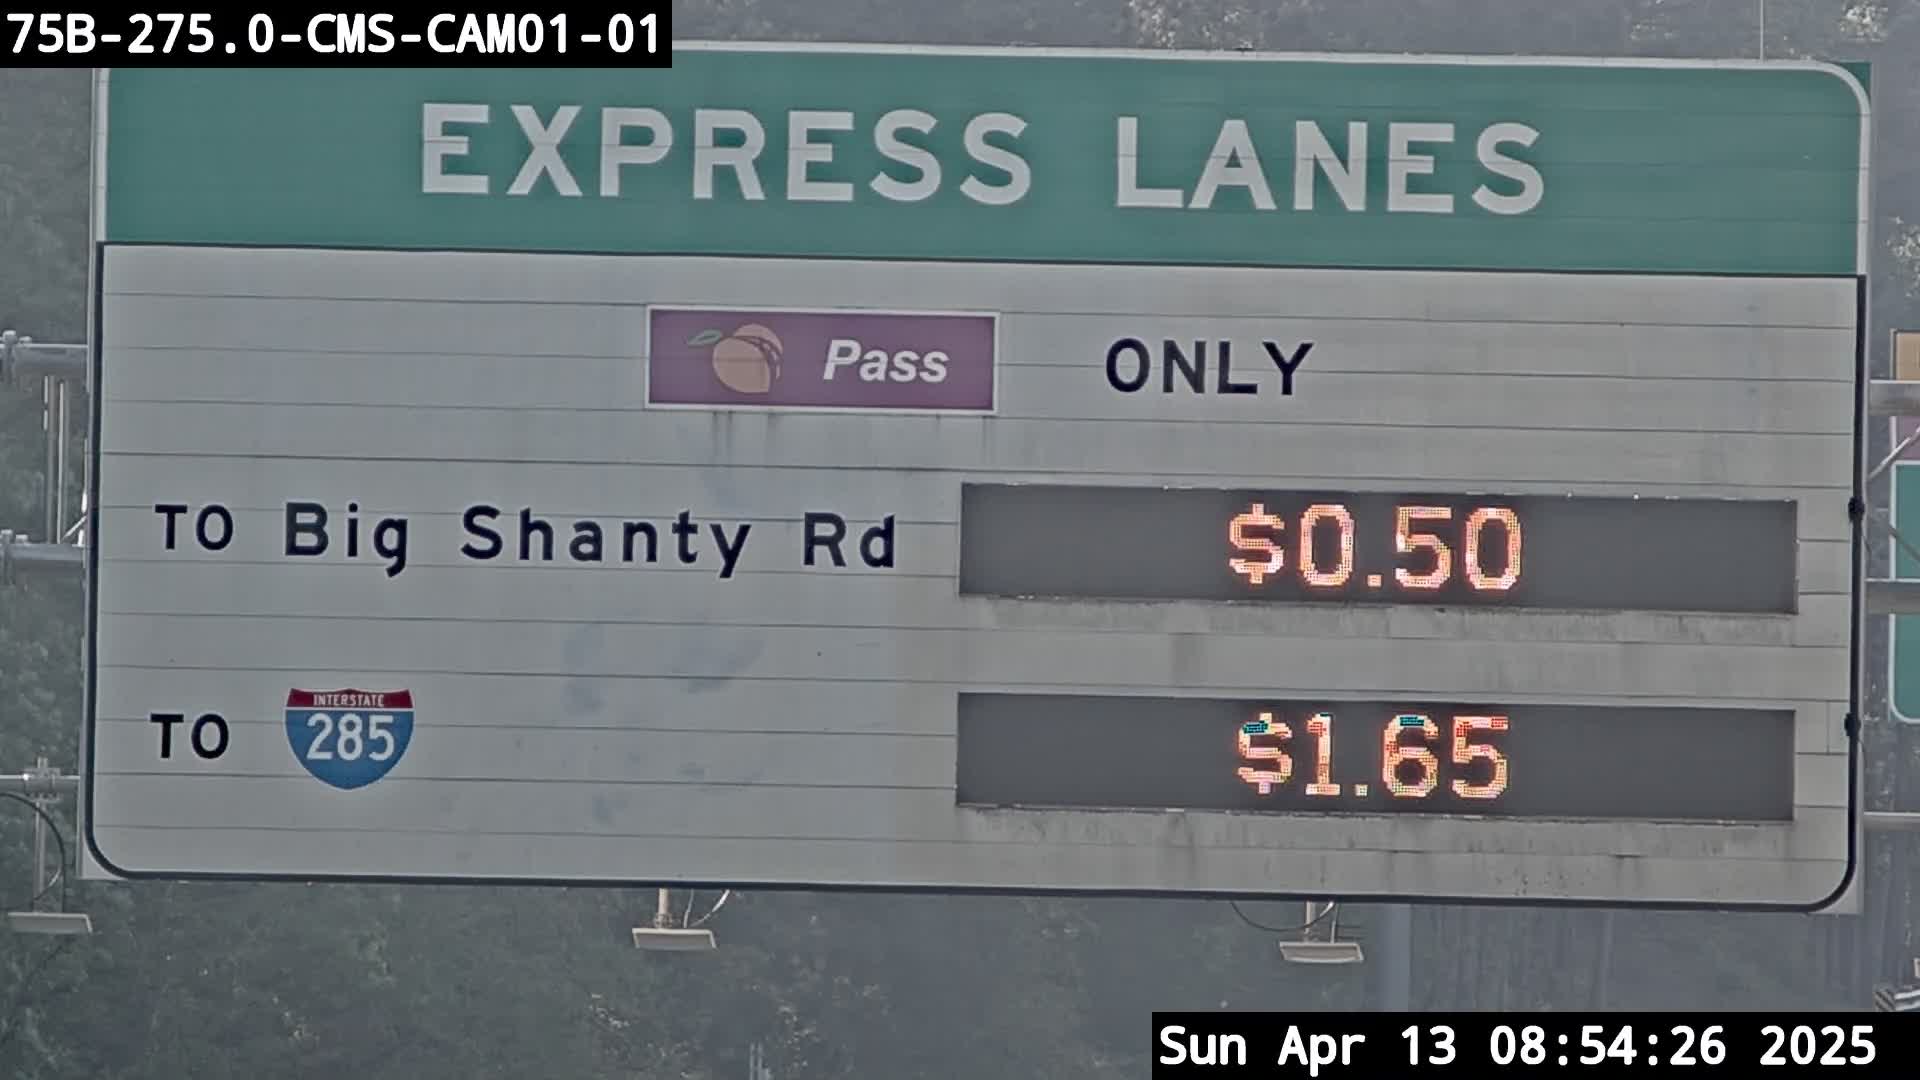 75B-275.0-CMS-CAM01-01
EXPRESS LANES
Pass ONLY
TO Big Shanty Rd $0.50
INTERSTATE
TO 285 $1.65
Sun Apr 13 08:54:26 2025